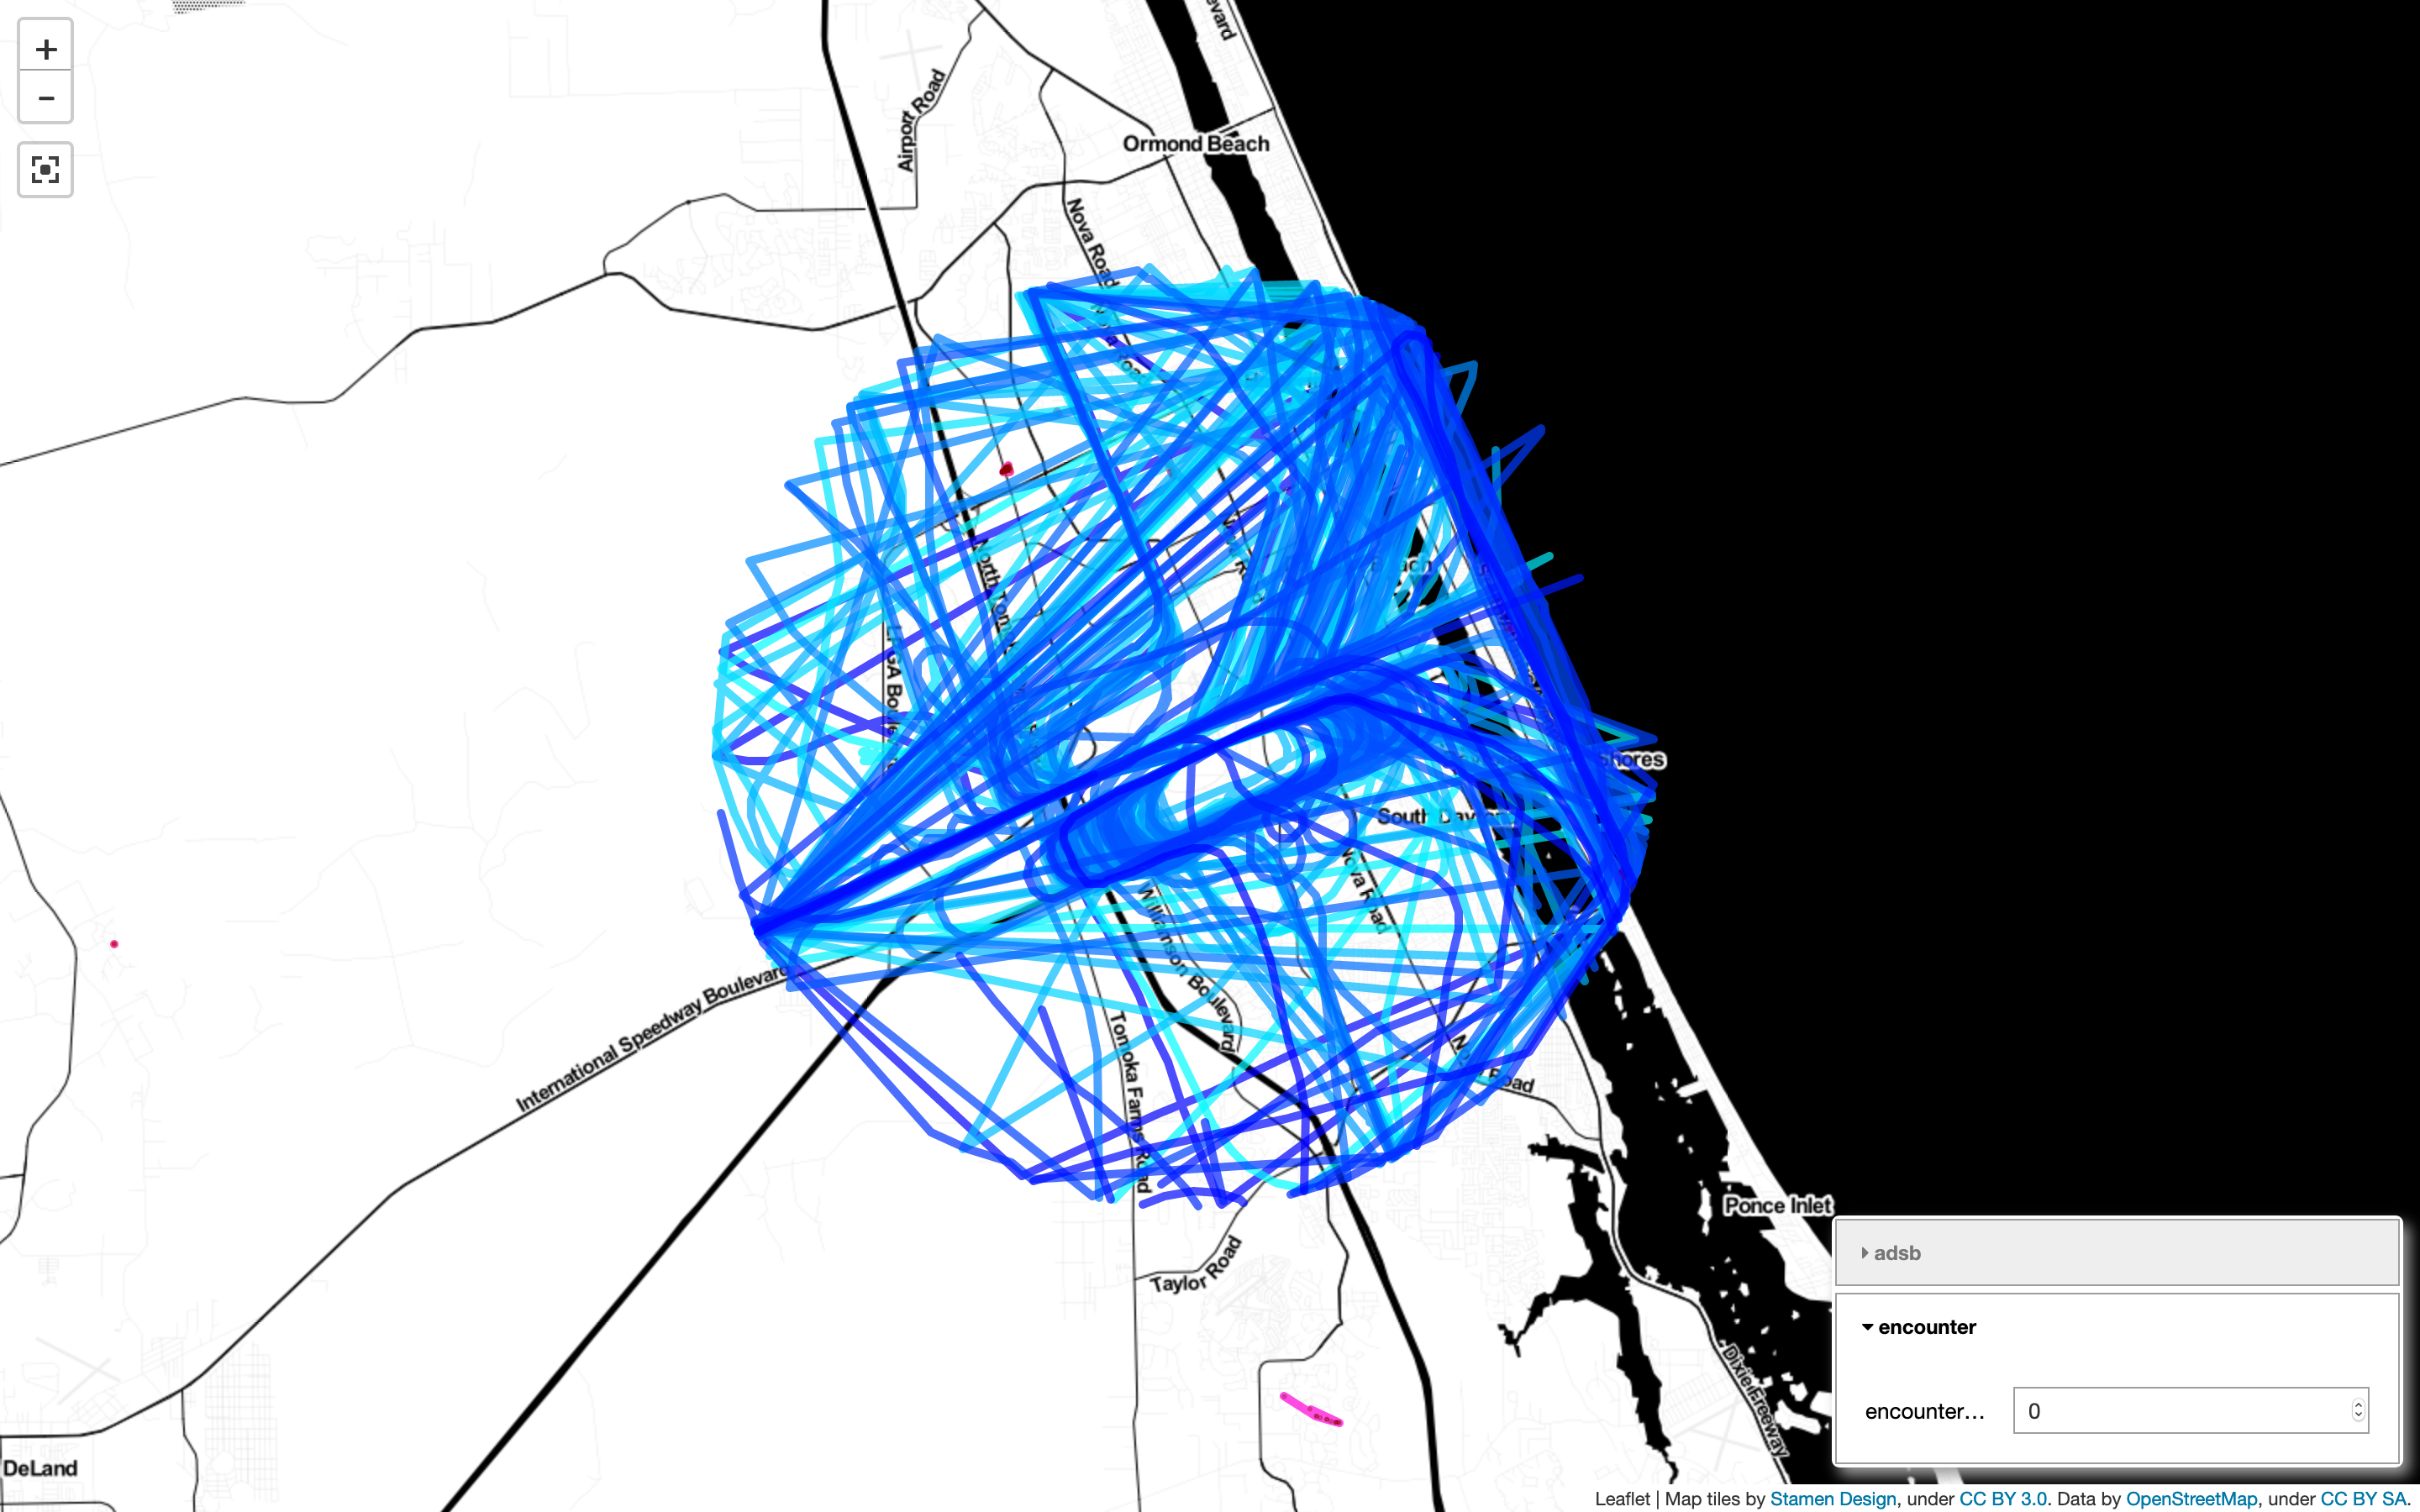 +
−
Airport Road
Ormond Beach
Nova Road
International Speedway Boulevard
Williamson Boulevard
Nova Road
Tomoka Farms Road
Road
Shores
Taylor Road
Ponce Inlet
Dixie Freeway
DeLand
adsb
encounter
encounter...
0
Leaflet | Map tiles by Stamen Design, under CC BY 3.0. Data by OpenStreetMap, under CC BY SA.